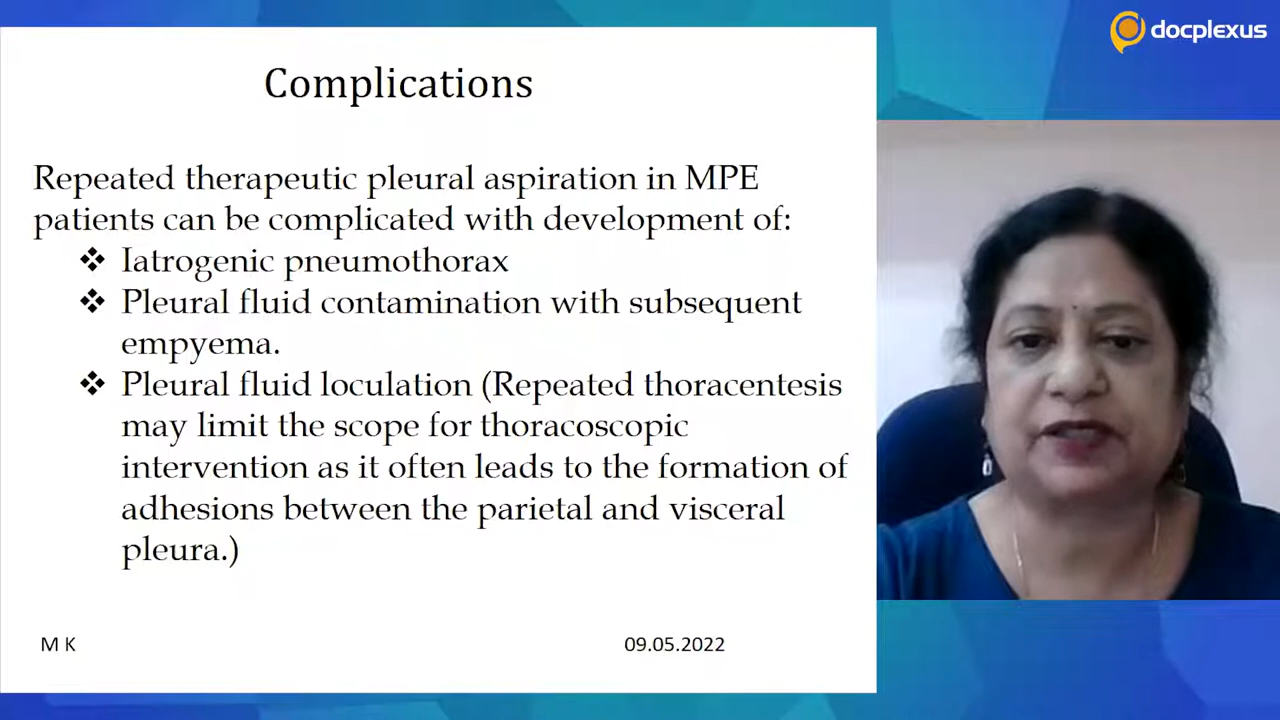 docplexus
Complications
Repeated therapeutic pleural aspiration in MPE
patients can be complicated with development of:
❖ Iatrogenic pneumothorax
❖ Pleural fluid contamination with subsequent
empyema.
❖ Pleural fluid loculation (Repeated thoracentesis
may limit the scope for thoracoscopic
intervention as it often leads to the formation of
adhesions between the parietal and visceral
pleura.)
M K
09.05.2022